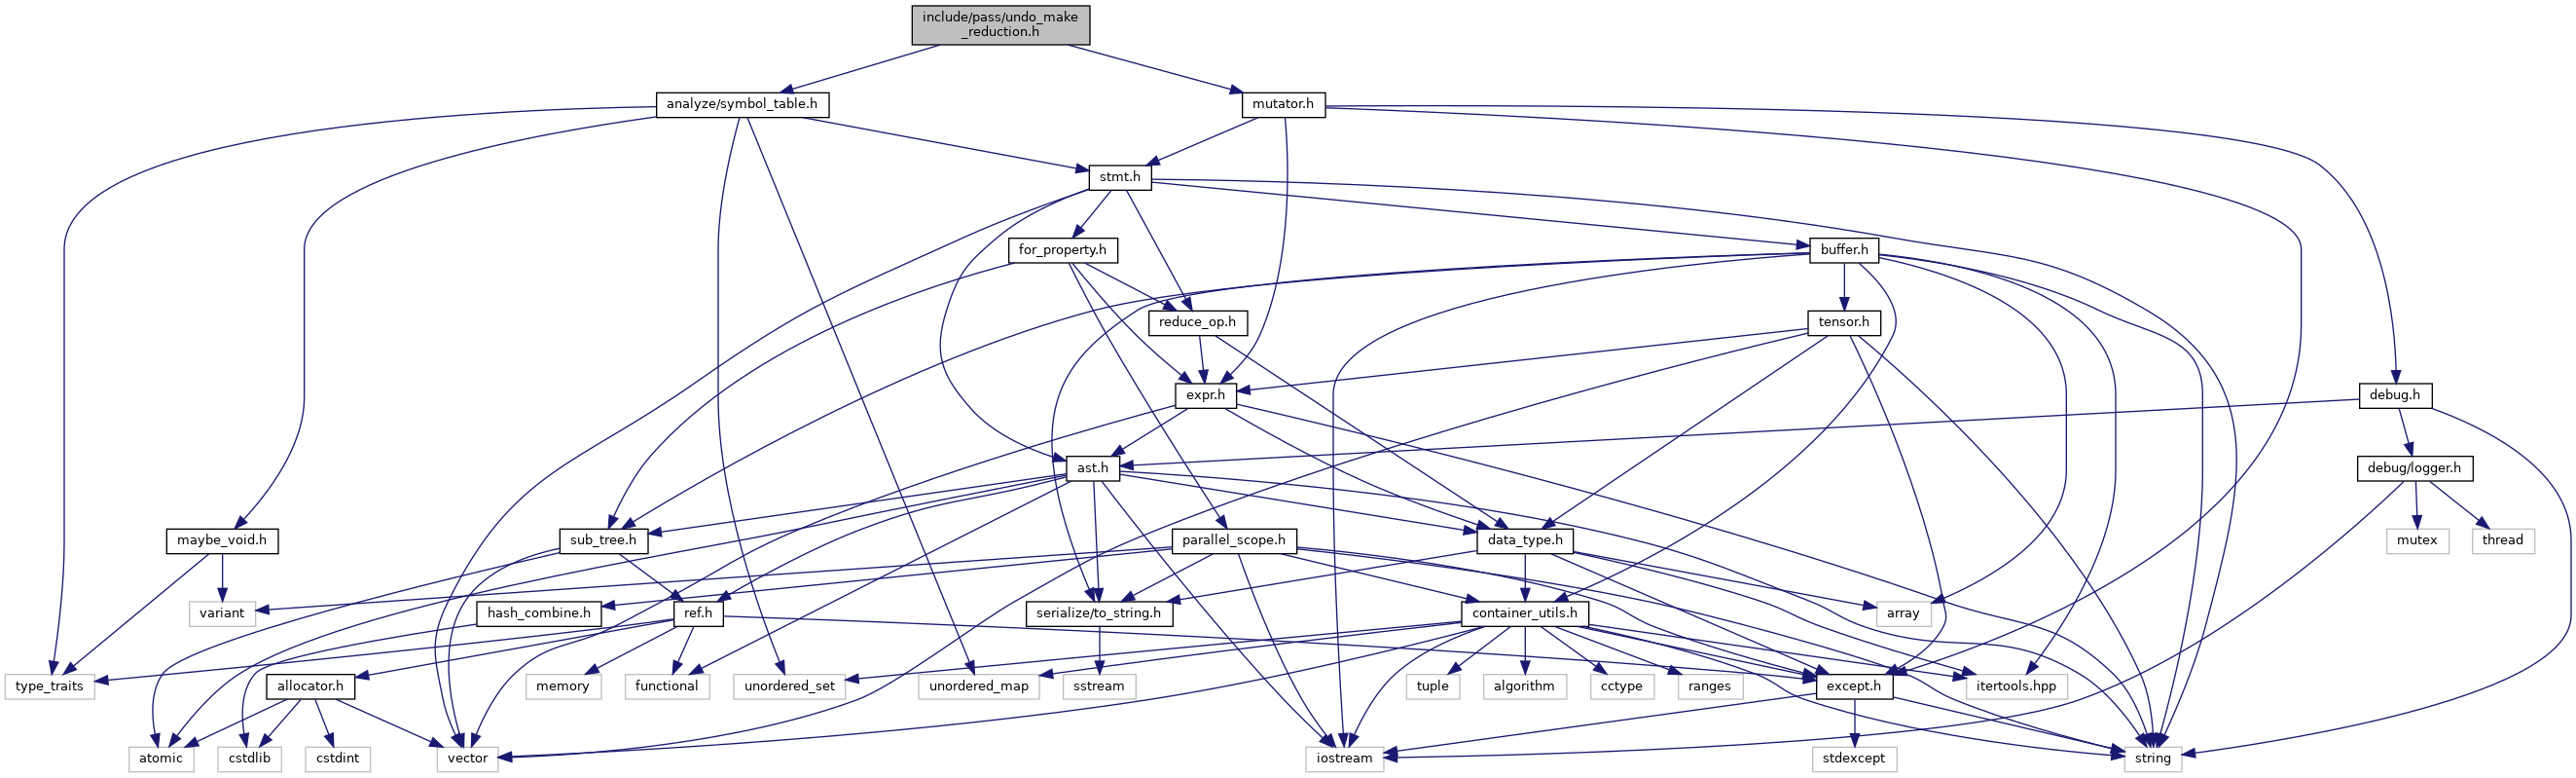 include/pass/undo_make
_reduction.h
analyze/symbol_table.h
mutator.h
stmt.h
for_property.h
buffer.h
reduce_op.h
tensor.h
expr.h
debug.h
ast.h
debug/logger.h
maybe_void.h
sub_tree.h
parallel_scope.h
data_type.h
mutex
thread
variant
hash_combine.h
ref.h
serialize/to_string.h
container_utils.h
array
type_traits
allocator.h
memory
functional
unordered_set
unordered_map
sstream
tuple
algorithm
cctype
ranges
except.h
itertools.hpp
atomic
cstdlib
cstdint
vector
iostream
stdexcept
string